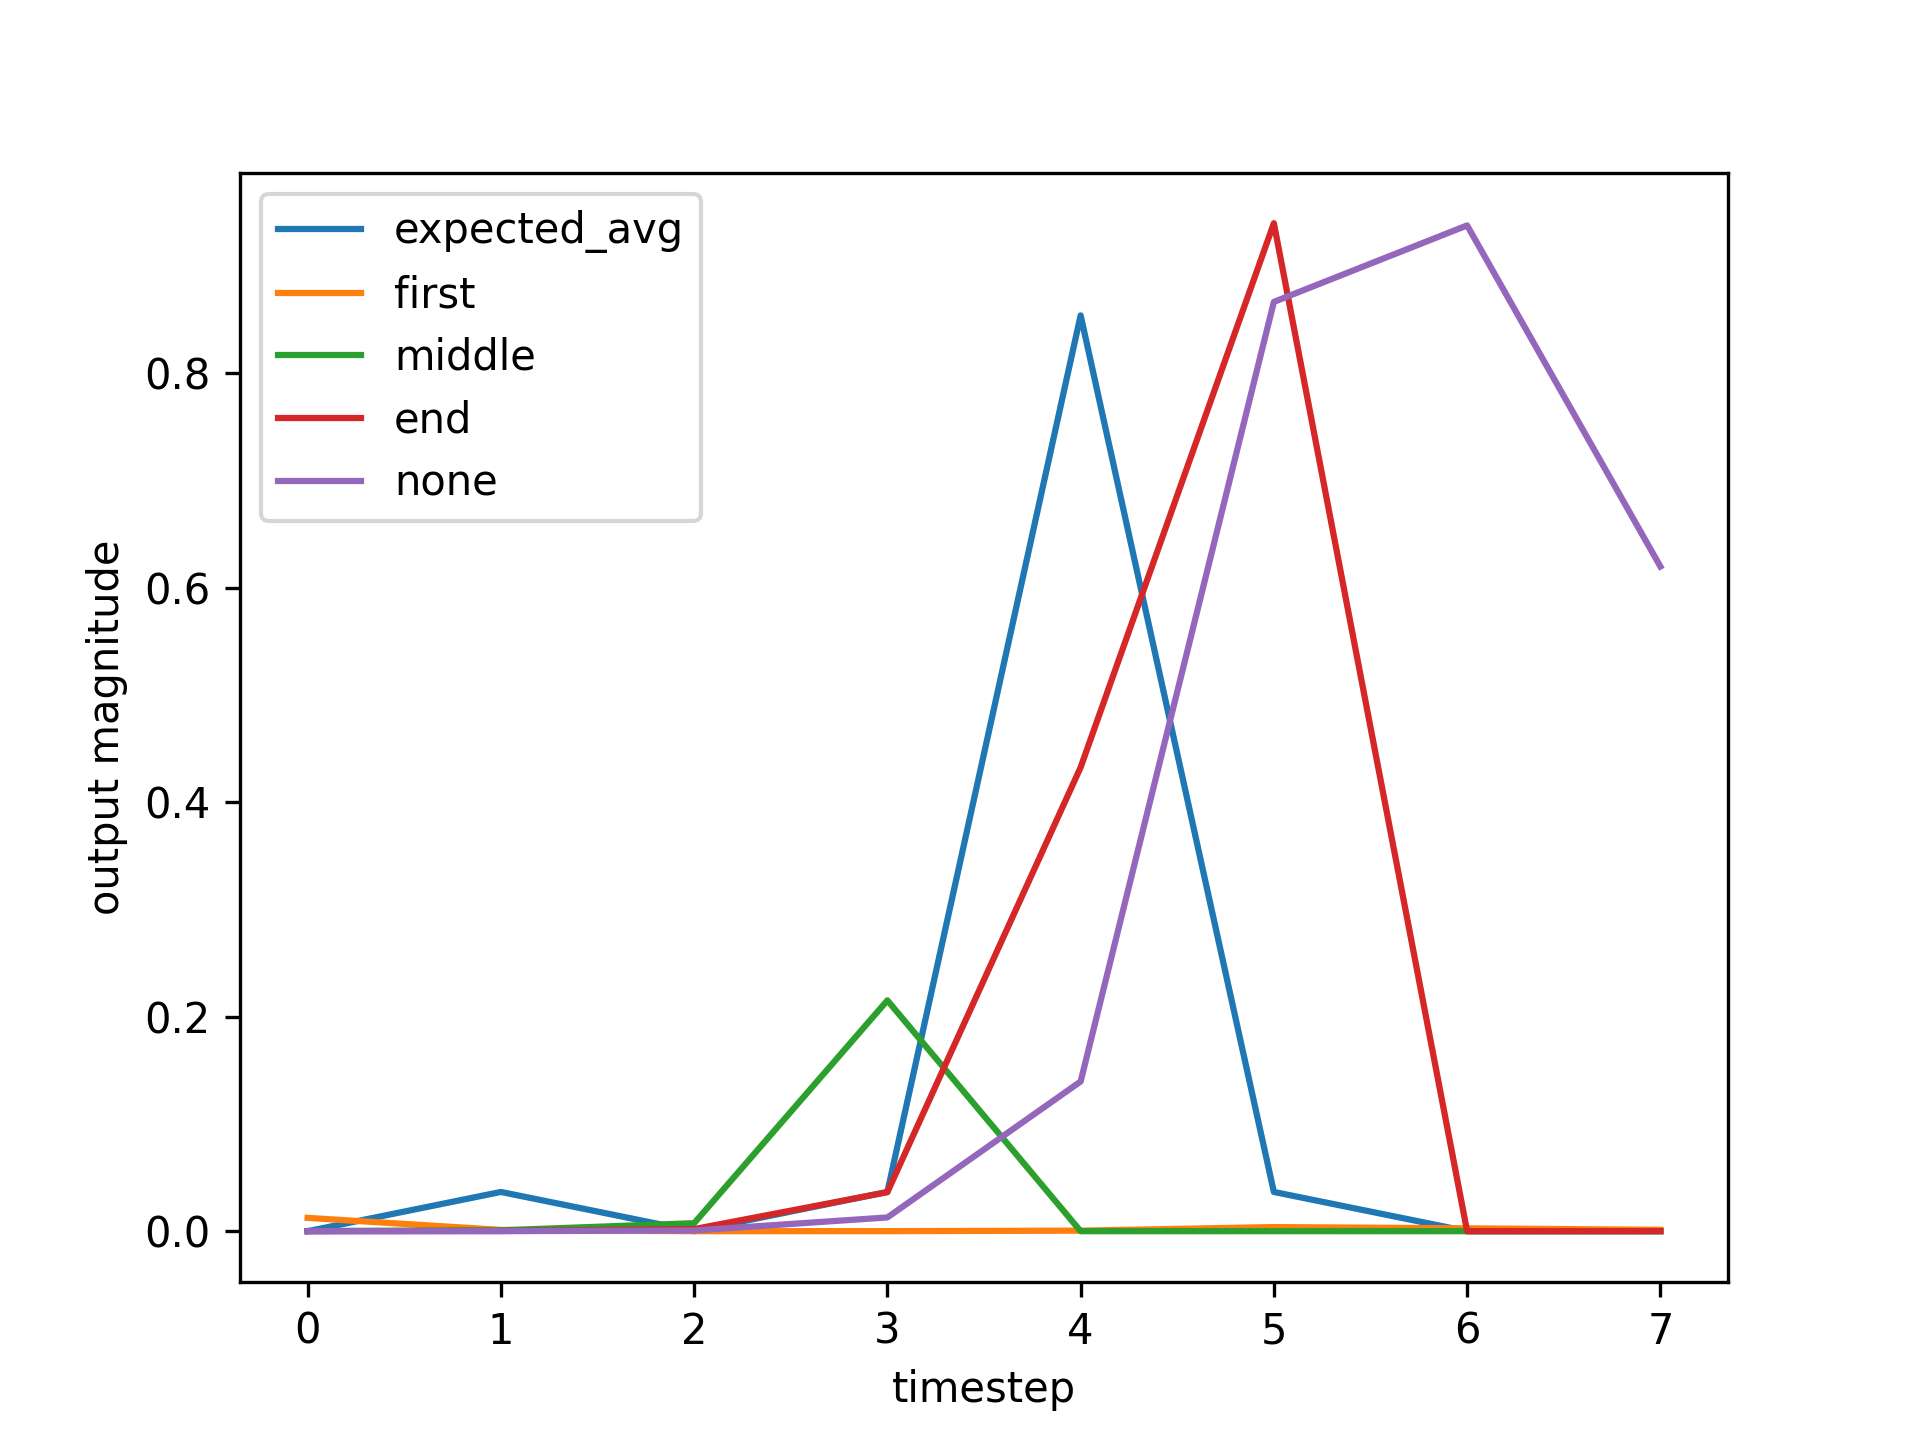 expected_avg
first
middle
end
none
output magnitude
0.8
0.6
0.4
0.2
0.0
0 1 2 3 4 5 6 7
timestep